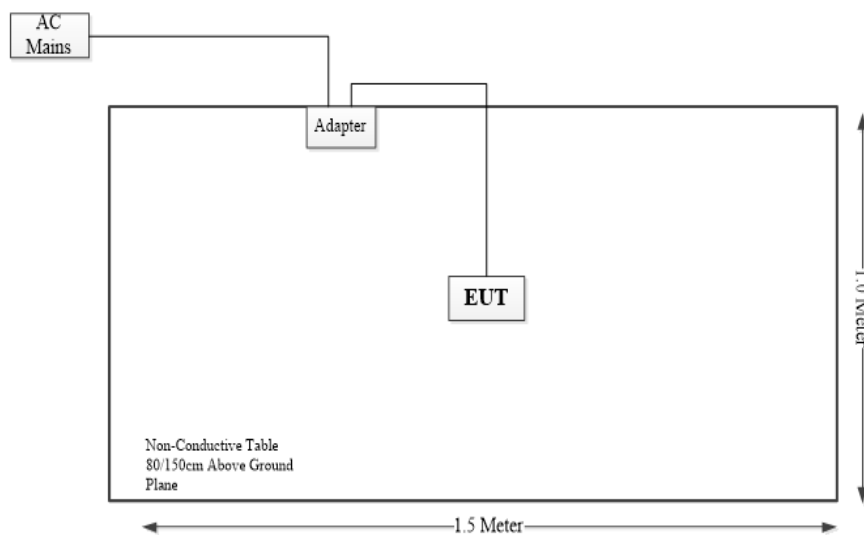 AC
Mains
Adapter
EUT
1.0 Meter
Non-Conductive Table
80/150cm Above Ground
Plane
1.5 Meter